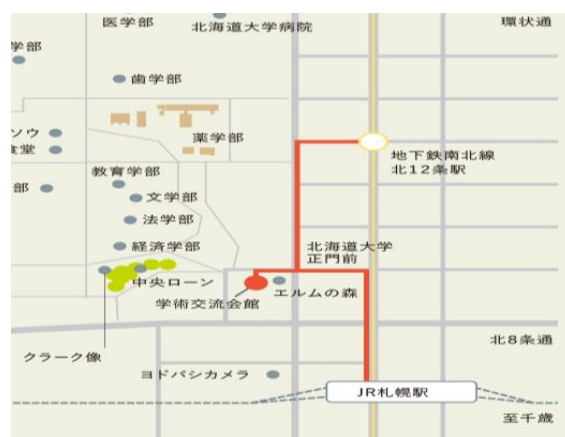 医学部
北海道大学病院
環状通
学部
歯学部
薬学部
ソウ
食堂
地下鉄南北線
北12条駅
教育学部
部
文学部
法学部
北海道大学
正門前
経済学部
中央ローン
エルムの森
学術交流会館
北8条通
クラーク像
ヨドバシカメラ
JR札幌駅
至千歳